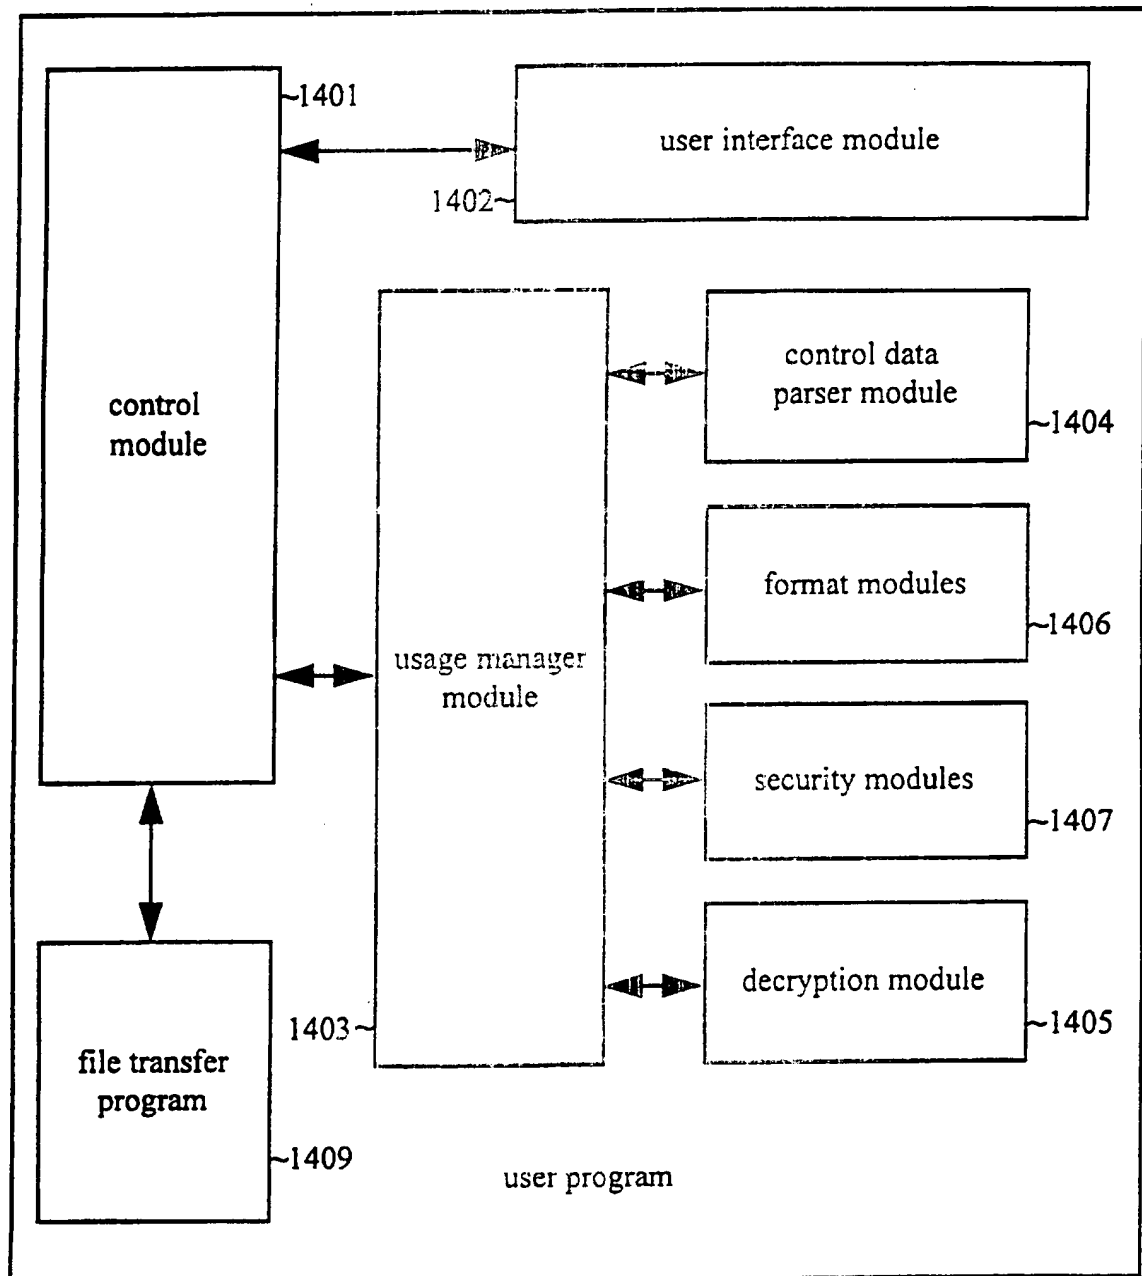 ~1401
user interface module
1402~
control data
parser module
~1404
control
module
format modules
~1406
usage manager
module
security modules
~1407
decryption module
~1405
1403~
file transfer
program
~1409
user program